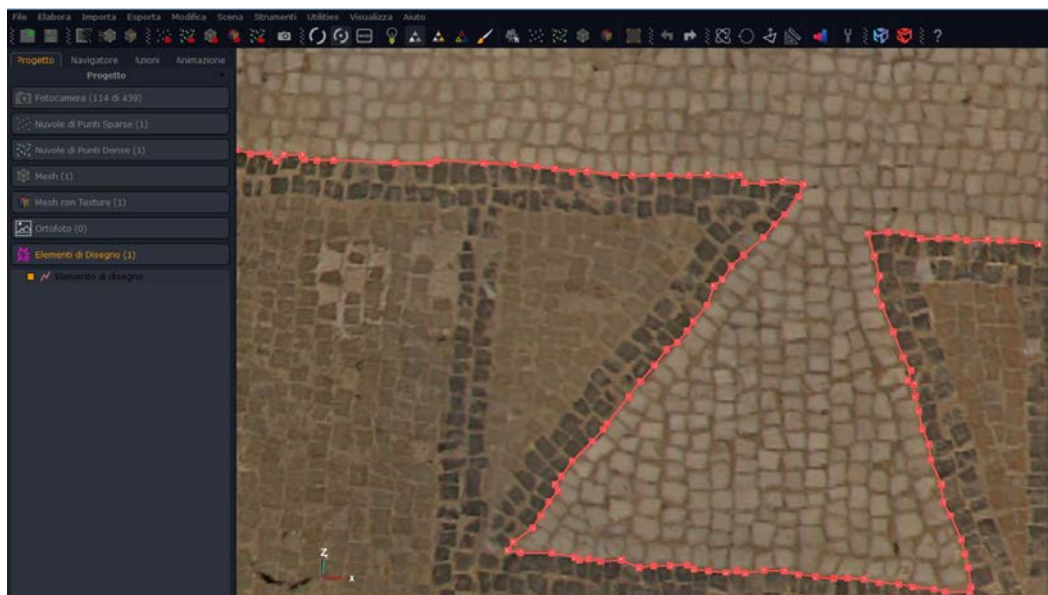 File Elabora Importa Esporta Modifica Scena Strumenti Utilities Visualizza Aiuto
Progetto Navigatore Azioni Animazione
Progetto
Fotocamere (114 di 439)
Nuvole di Punti Sparse (1)
Nuvole di Punti Dense (1)
Mesh (1)
Mesh con Texture (1)
Ortofoto (0)
Elementi di Disegno (1)
Elemento di disegno
Z
X